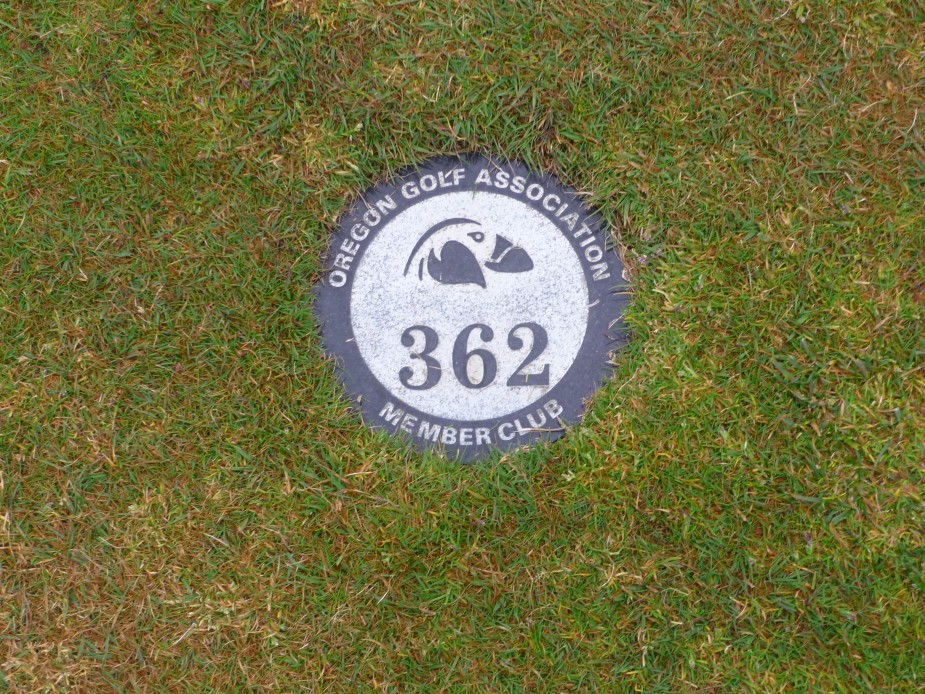 OREGON GOLF ASSOCIATION
362
MEMBER CLUB